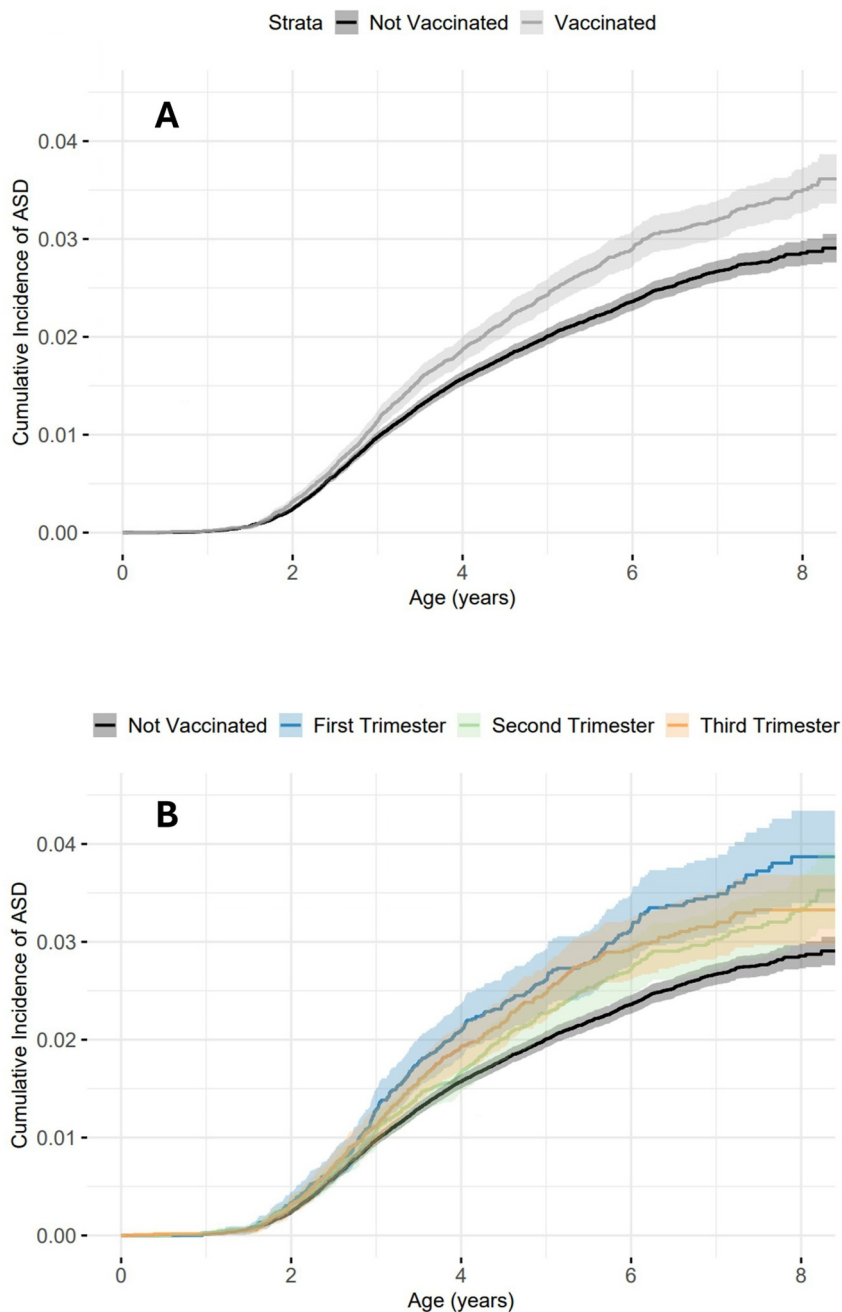 Strata Not Vaccinated Vaccinated
A
Cumulative Incidence of ASD
0.04
0.03
0.02
0.01
0.00
0 2 4 6 8
Age (years)
Not Vaccinated First Trimester Second Trimester Third Trimester
B
Cumulative Incidence of ASD
0.04
0.03
0.02
0.01
0.00
0 2 4 6 8
Age (years)